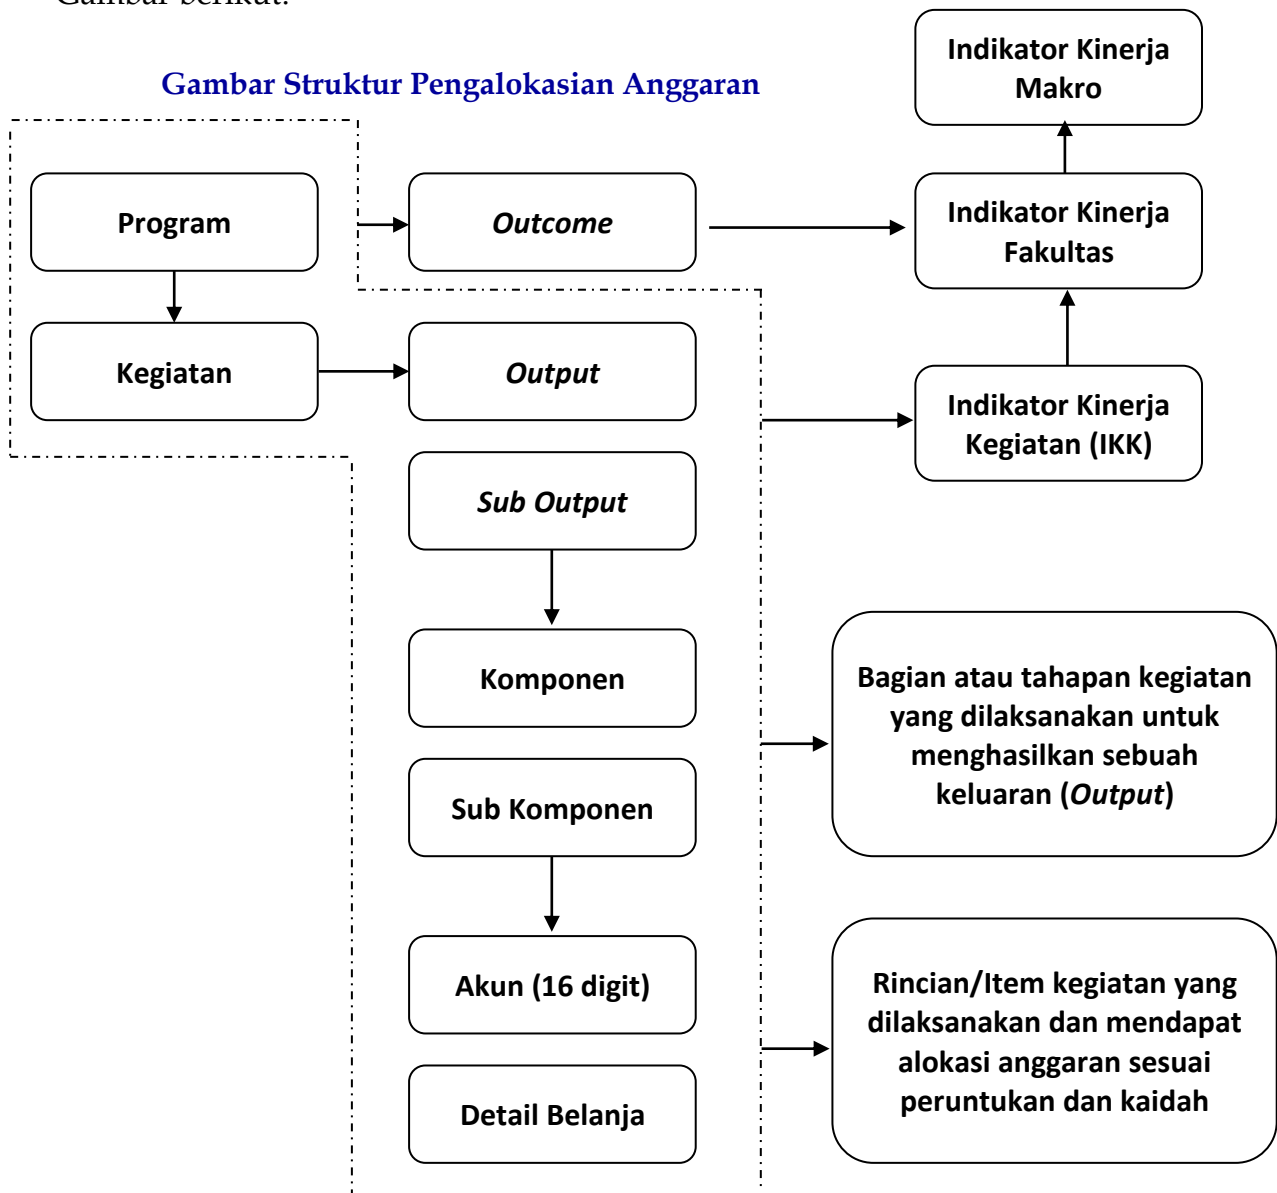 Gambar berikut:
Gambar Struktur Pengalokasian Anggaran
Indikator Kinerja
Makro
Program
Outcome
Indikator Kinerja
Fakultas
Kegiatan
Output
Indikator Kinerja
Kegiatan (IKK)
Sub Output
Komponen
Bagian atau tahapan kegiatan
yang dilaksanakan untuk
menghasilkan sebuah
keluaran (Output)
Sub Komponen
Akun (16 digit)
Rincian/Item kegiatan yang
dilaksanakan dan mendapat
alokasi anggaran sesuai
peruntukan dan kaidah
Detail Belanja